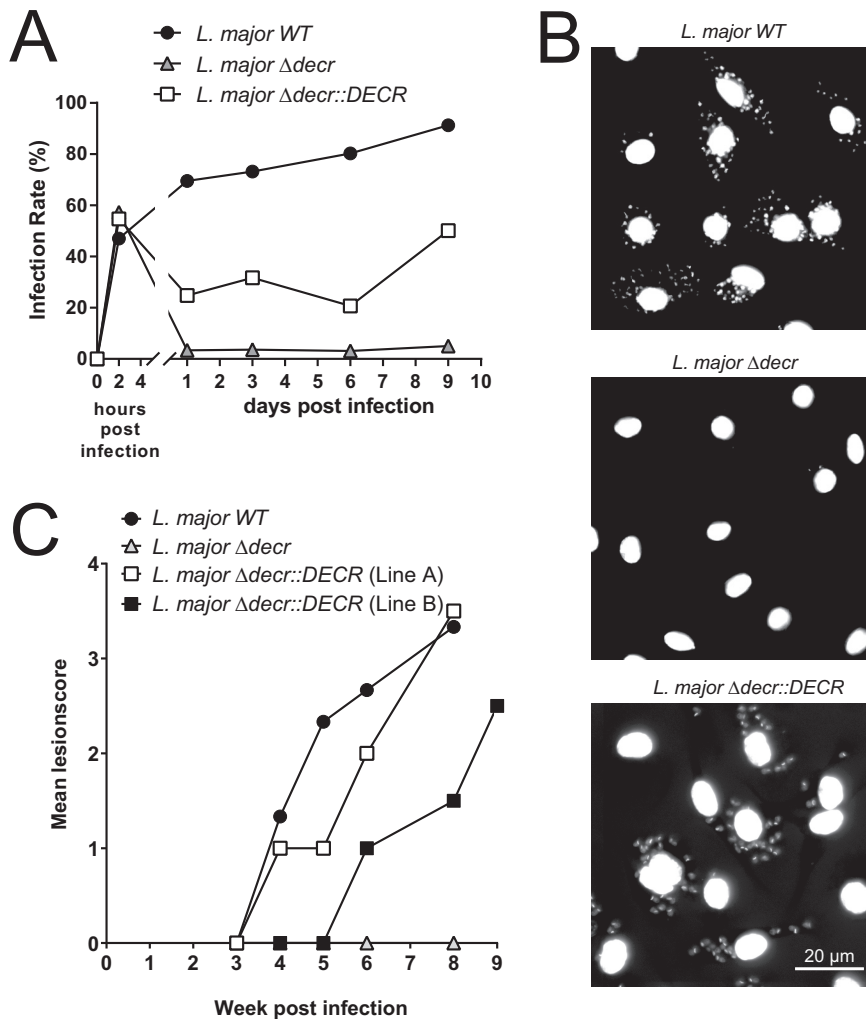 A
L. major WT
L. major Δdecr
L. major Δdecr::DECR
100
80
60
40
20
0
Infection Rate (%)
0 2 4 1 2 3 4 5 6 7 8 9 10
hours
post
infection
days post infection
B
L. major WT
L. major Δdecr
L. major Δdecr::DECR
20 µm
C
L. major WT
L. major Δdecr
L. major Δdecr::DECR (Line A)
L. major Δdecr::DECR (Line B)
4
3
2
1
0
Mean lesionscore
0 1 2 3 4 5 6 7 8 9
Week post infection